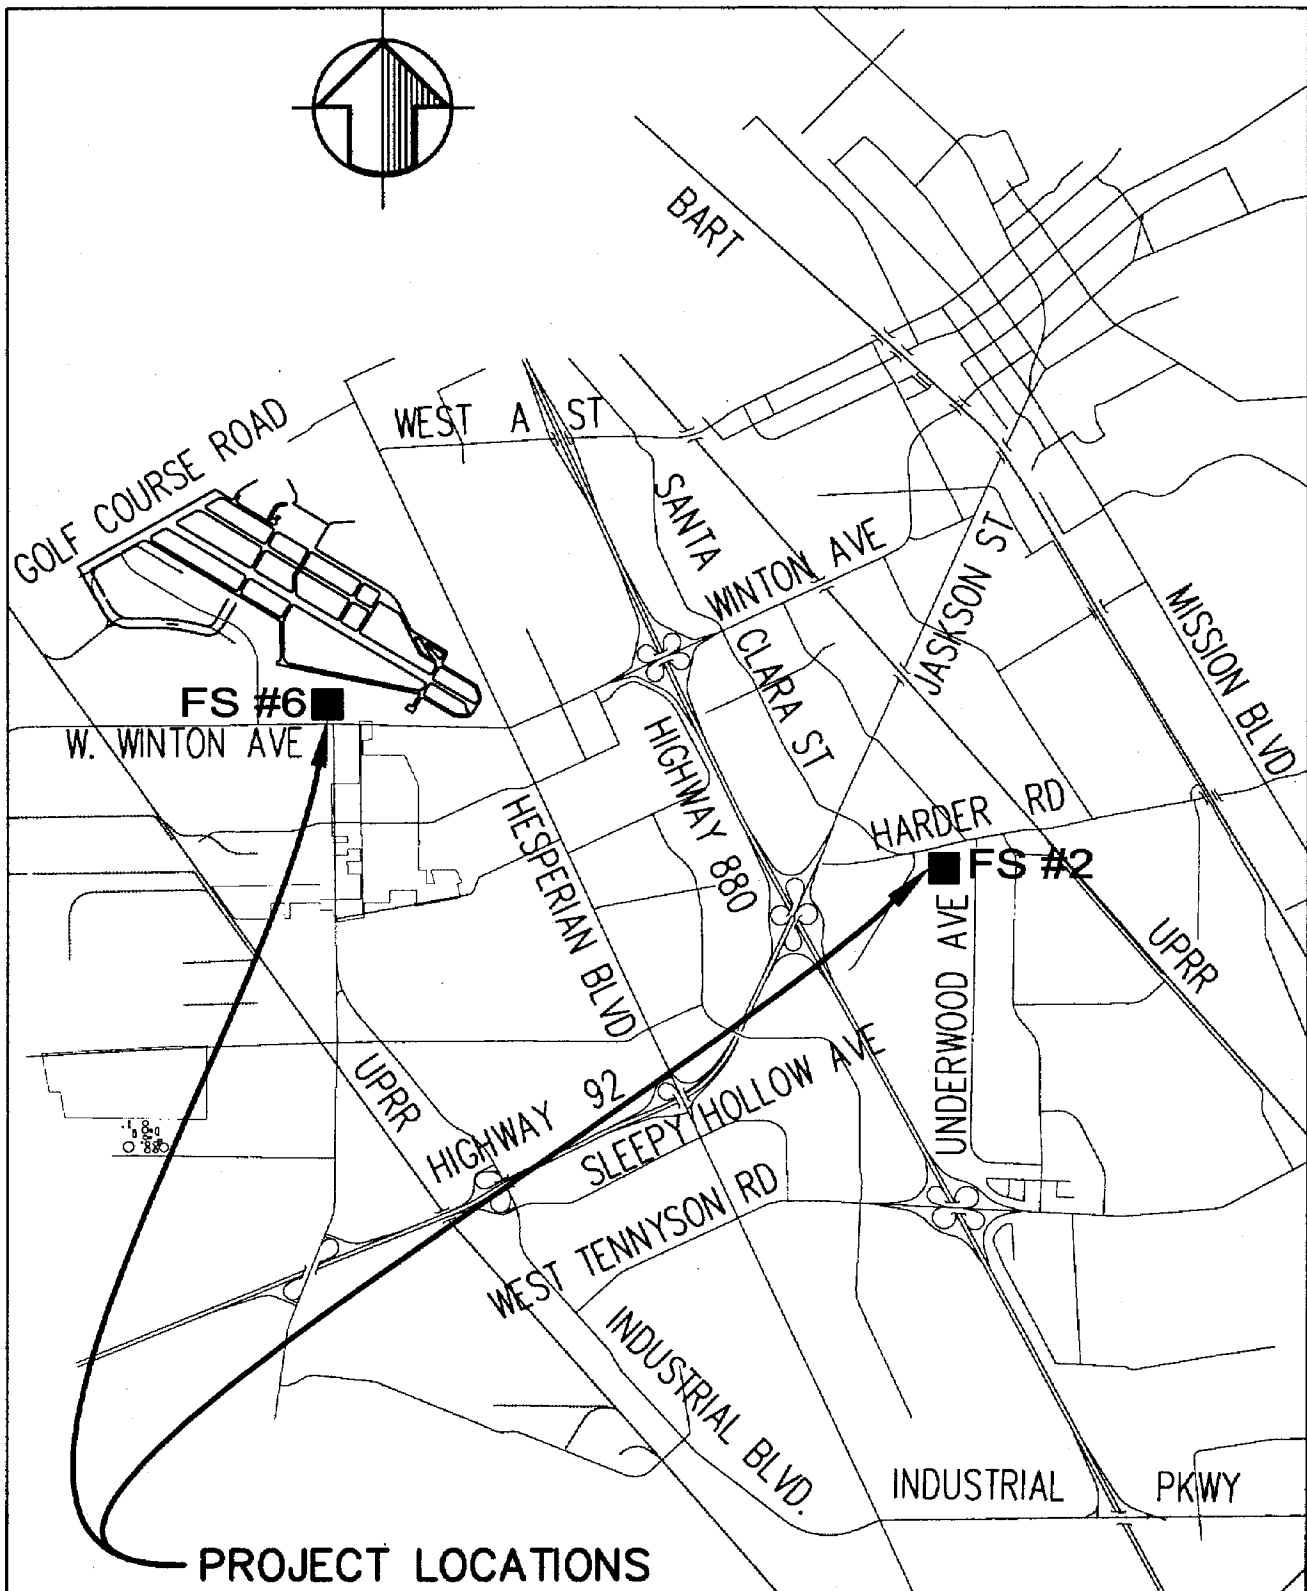 BART
GOLF COURSE ROAD
WEST A ST
SANTA
CLARA ST
WINTON AVE
JASKSON ST
MISSION BLVD
FS #6
W. WINTON AVE
HIGHWAY 880
HESPERIAN BLVD
HARDER RD
FS #2
UNDERWOOD AVE
UPRR
UPRR
HIGHWAY 92
SLEEPY HOLLOW AVE
WEST TENNYSON RD
INDUSTRIAL BLVD.
INDUSTRIAL PKWY
PROJECT LOCATIONS